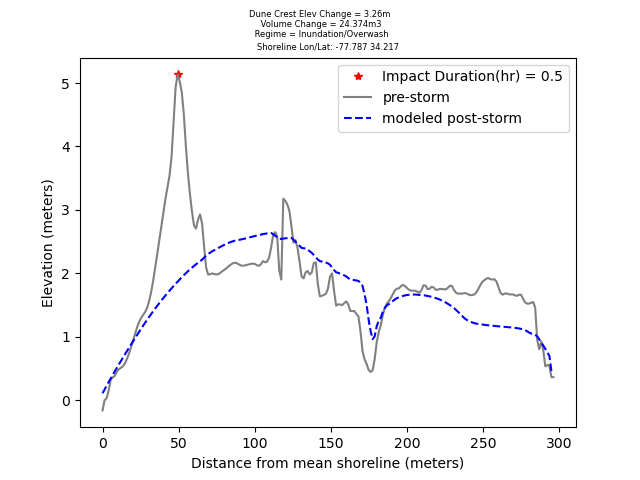 Dune Crest Elev Change = 3.26m
Volume Change = 24.374m3
Regime = Inundation/Overwash
Shoreline Lon/Lat: -77.787 34.217
Impact Duration(hr) = 0.5
pre-storm
modeled post-storm
Elevation (meters)
5
4
3
2
1
0
0 50 100 150 200 250 300
Distance from mean shoreline (meters)